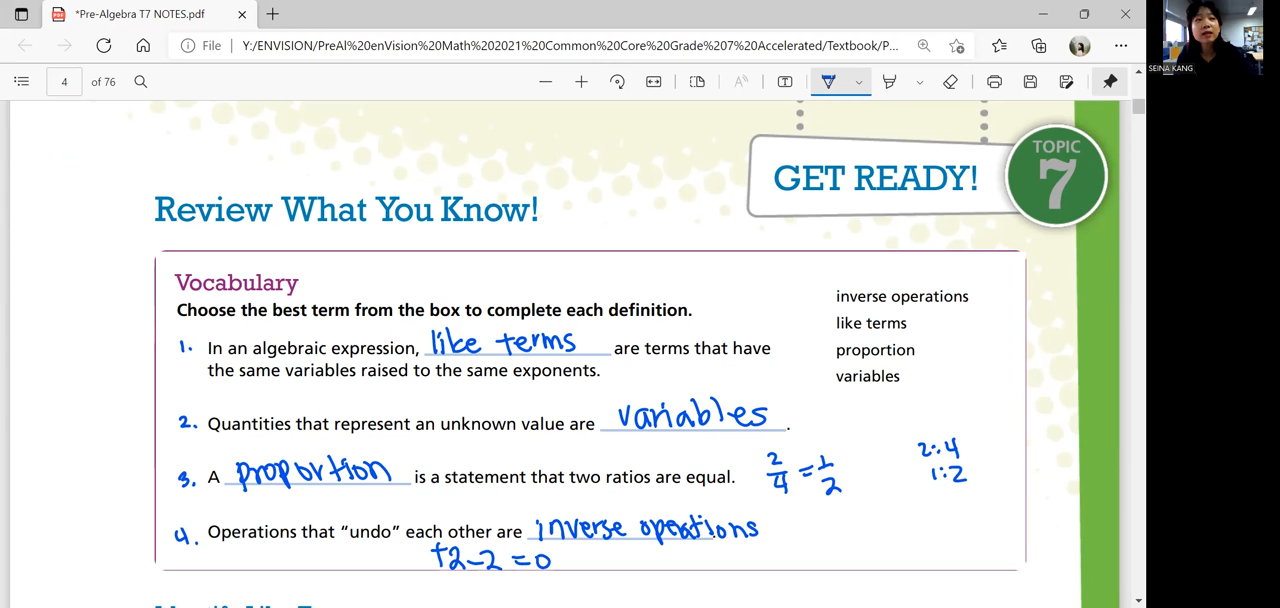 *Pre-Algebra T7 NOTES.pdf
File Y:/ENVISION/PreAl%20enVision%20Math%202021%20Common%20Core%20Grade%207%20Accelerated/Textbook/P...
4 of 76
SEINA KANG
TOPIC
7
GET READY!
Review What You Know!
Vocabulary
Choose the best term from the box to complete each definition.
inverse operations
like terms
proportion
variables
1. In an algebraic expression, like terms are terms that have
the same variables raised to the same exponents.
2. Quantities that represent an unknown value are variables.
3. A proportion is a statement that two ratios are equal. 2/4 = 1/2
2:4
1:2
4. Operations that “undo” each other are inverse operations
+2-2=0